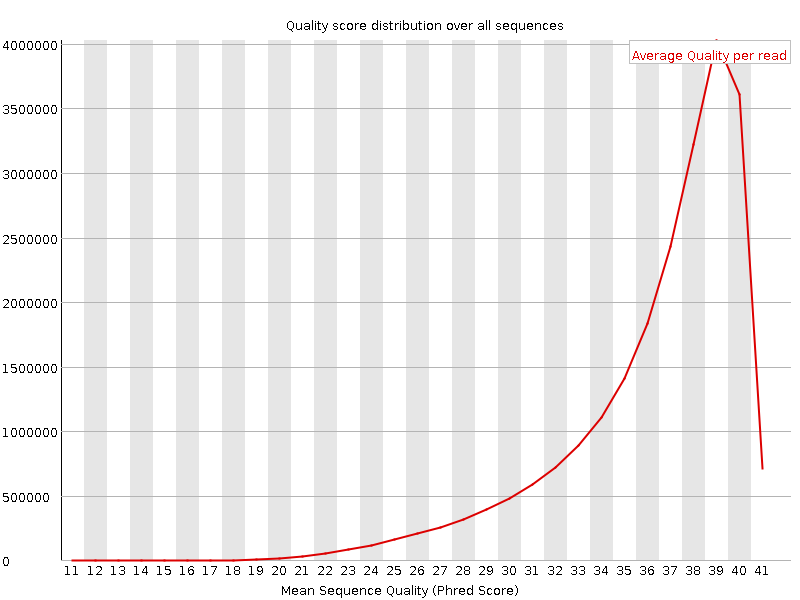 Quality score distribution over all sequences
Average Quality per read
4000000
3500000
3000000
2500000
2000000
1500000
1000000
500000
0
11 12 13 14 15 16 17 18 19 20 21 22 23 24 25 26 27 28 29 30 31 32 33 34 35 36 37 38 39 40 41
Mean Sequence Quality (Phred Score)